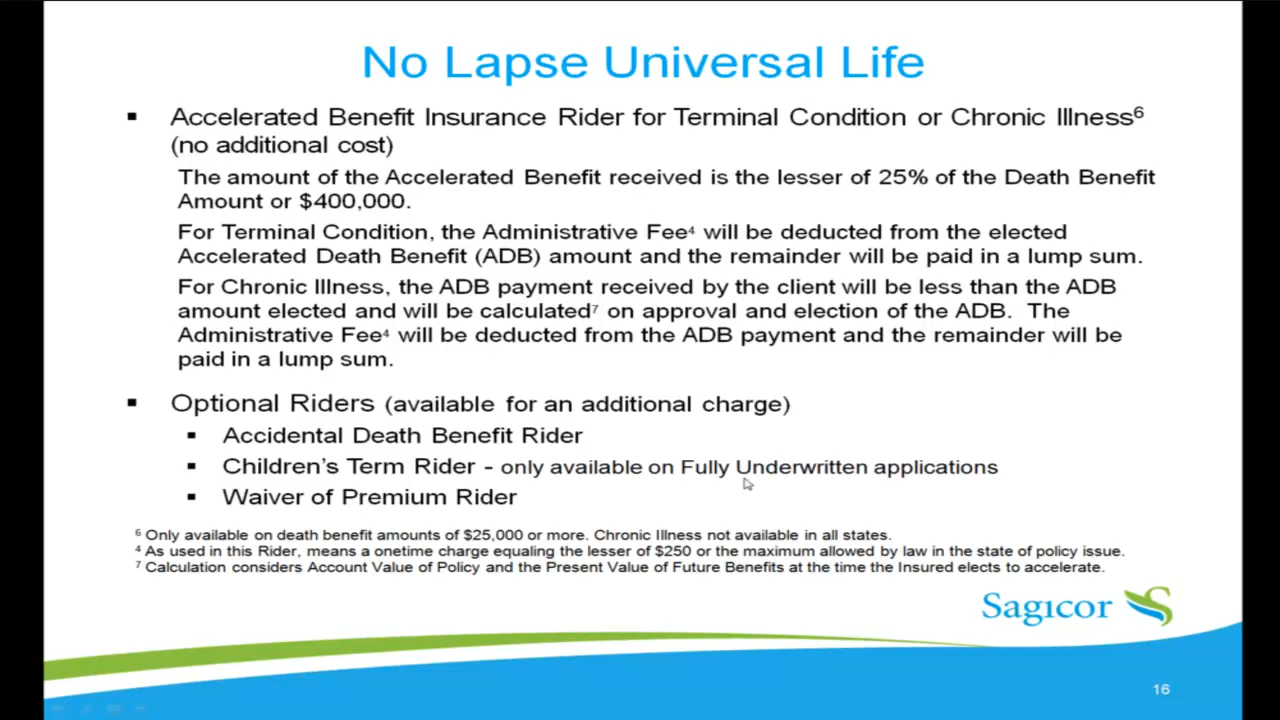 No Lapse Universal Life
▪ Accelerated Benefit Insurance Rider for Terminal Condition or Chronic Illness⁶
(no additional cost)
The amount of the Accelerated Benefit received is the lesser of 25% of the Death Benefit
Amount or $400,000.
For Terminal Condition, the Administrative Fee⁴ will be deducted from the elected
Accelerated Death Benefit (ADB) amount and the remainder will be paid in a lump sum.
For Chronic Illness, the ADB payment received by the client will be less than the ADB
amount elected and will be calculated⁷ on approval and election of the ADB. The
Administrative Fee⁴ will be deducted from the ADB payment and the remainder will be
paid in a lump sum.
▪ Optional Riders (available for an additional charge)
▪ Accidental Death Benefit Rider
▪ Children's Term Rider - only available on Fully Underwritten applications
▪ Waiver of Premium Rider
⁶ Only available on death benefit amounts of $25,000 or more. Chronic Illness not available in all states.
⁴ As used in this Rider, means a onetime charge equaling the lesser of $250 or the maximum allowed by law in the state of policy issue.
⁷ Calculation considers Account Value of Policy and the Present Value of Future Benefits at the time the Insured elects to accelerate.
Sagicor
16